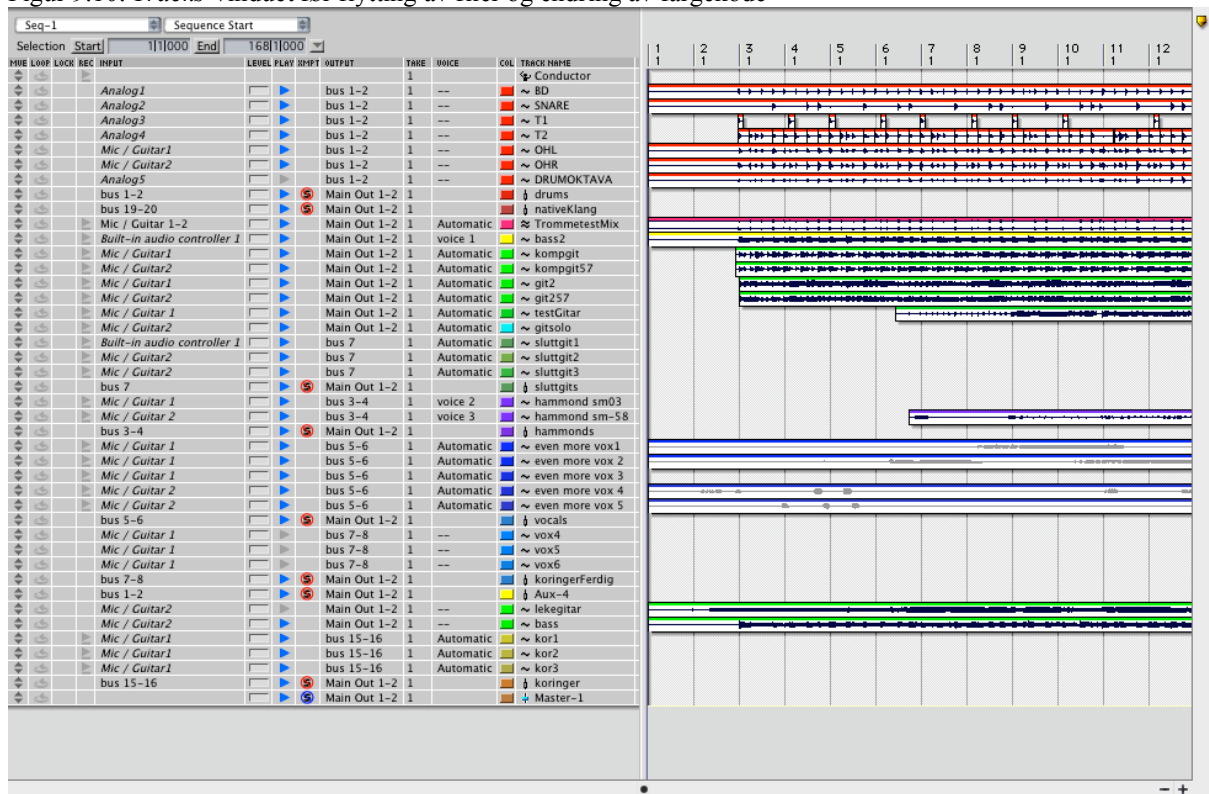 Figur 9.10: Tracks-vinduet før flytting av filer og endring av fargekode
Seq-1 Sequence Start
Selection Start 1|1|000 End 168|1|000
1 2 3 4 5 6 7 8 9 10 11 12
1 1 1 1 1 1 1 1 1 1 1 1
MVE LOOP LOCK REC INPUT LEVEL PLAY XMPT OUTPUT TAKE VOICE COL TRACK NAME
1 Conductor
Analog1 bus 1-2 1 -- ~ BD
Analog2 bus 1-2 1 -- ~ SNARE
Analog3 bus 1-2 1 -- ~ T1
Analog4 bus 1-2 1 -- ~ T2
Mic / Guitar1 bus 1-2 1 -- ~ OHL
Mic / Guitar2 bus 1-2 1 -- ~ OHR
Analog5 bus 1-2 1 -- ~ DRUMOKTAVA
bus 1-2 S Main Out 1-2 1 drums
bus 19-20 S Main Out 1-2 1 nativeKlang
Mic / Guitar 1-2 Main Out 1-2 1 Automatic TrommetestMix
Built-in audio controller 1 Main Out 1-2 1 voice 1 ~ bass2
Mic / Guitar1 Main Out 1-2 1 Automatic ~ kompgit
Mic / Guitar2 Main Out 1-2 1 Automatic ~ kompgit57
Mic / Guitar1 Main Out 1-2 1 Automatic ~ git2
Mic / Guitar2 Main Out 1-2 1 Automatic ~ git257
Mic / Guitar 1 Main Out 1-2 1 Automatic ~ testGitar
Mic / Guitar2 Main Out 1-2 1 Automatic ~ gitsolo
Built-in audio controller 1 bus 7 1 Automatic ~ sluttgit1
Mic / Guitar2 bus 7 1 Automatic ~ sluttgit2
Mic / Guitar2 bus 7 1 Automatic ~ sluttgit3
bus 7 S Main Out 1-2 1 sluttgits
Mic / Guitar 1 bus 3-4 1 voice 2 ~ hammond sm03
Mic / Guitar 2 bus 3-4 1 voice 3 ~ hammond sm-58
bus 3-4 S Main Out 1-2 1 hammonds
Mic / Guitar 1 bus 5-6 1 Automatic ~ even more vox1
Mic / Guitar 1 bus 5-6 1 Automatic ~ even more vox 2
Mic / Guitar 1 bus 5-6 1 Automatic ~ even more vox 3
Mic / Guitar 2 bus 5-6 1 Automatic ~ even more vox 4
Mic / Guitar 2 bus 5-6 1 Automatic ~ even more vox 5
bus 5-6 S Main Out 1-2 1 vocals
Mic / Guitar 1 bus 7-8 1 -- ~ vox4
Mic / Guitar 1 bus 7-8 1 -- ~ vox5
Mic / Guitar 1 bus 7-8 1 -- ~ vox6
bus 7-8 S Main Out 1-2 1 koringerFerdig
bus 1-2 S Main Out 1-2 1 Aux-4
Mic / Guitar2 Main Out 1-2 1 -- ~ lekegitar
Mic / Guitar2 Main Out 1-2 1 -- ~ bass
Mic / Guitar1 bus 15-16 1 Automatic ~ kor1
Mic / Guitar1 bus 15-16 1 Automatic ~ kor2
Mic / Guitar1 bus 15-16 1 Automatic ~ kor3
bus 15-16 S Main Out 1-2 1 koringer
S Main Out 1-2 1 Master-1
- +